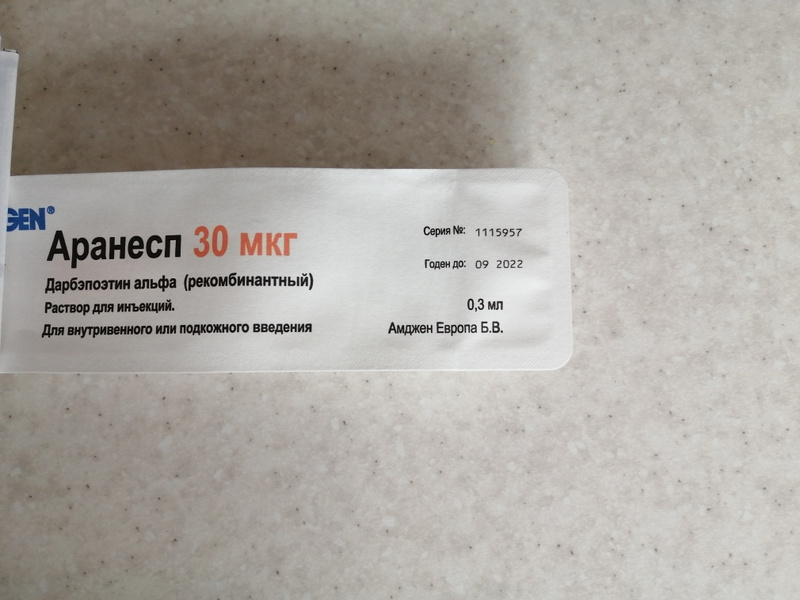 GEN®
Аранесп 30 мкг
Дарбэпоэтин альфа (рекомбинантный)
Раствор для инъекций.
Для внутривенного или подкожного введения
Серия №: 1115957
Годен до: 09 2022
0,3 мл
Амджен Европа Б.В.